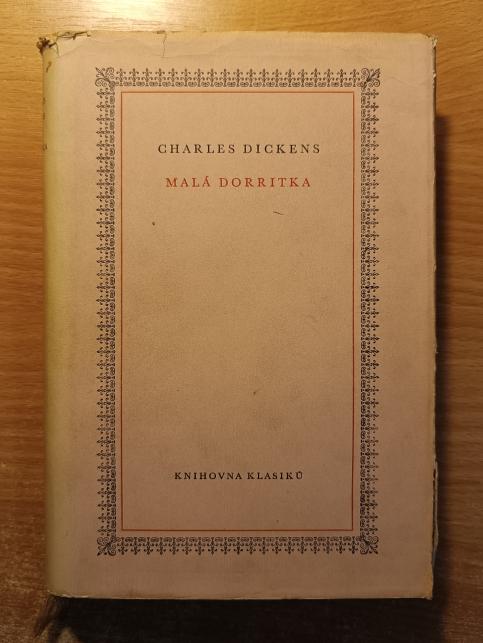 CHARLES DICKENS
MALÁ DORRITKA
KNIHOVNA KLASIKŮ